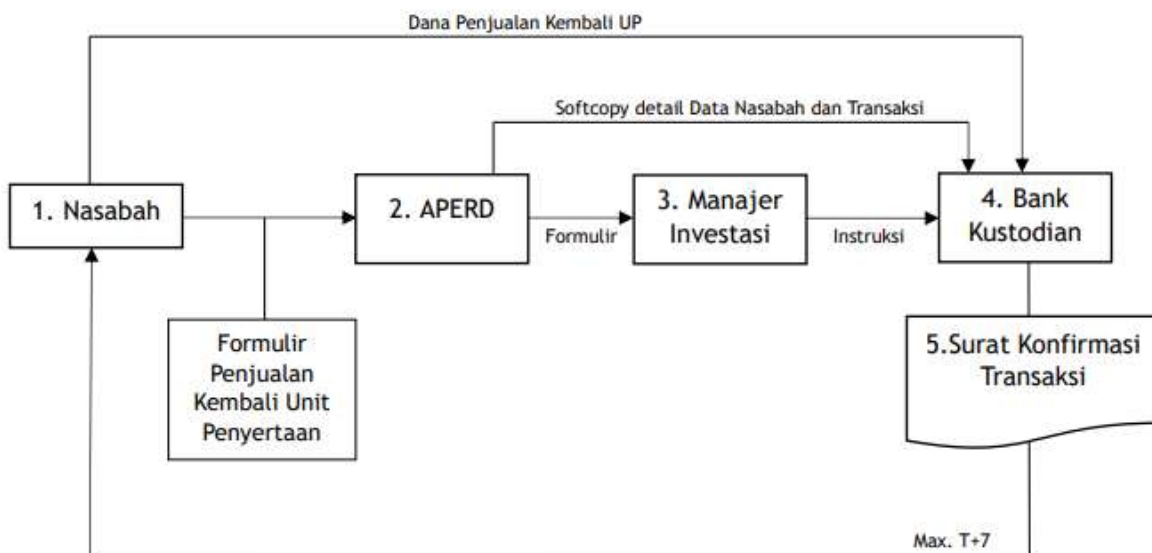 Dana Penjualan Kembali UP
Softcopy detail Data Nasabah dan Transaksi
1. Nasabah
2. APERD
Formulir
3. Manajer
Investasi
Instruksi
4. Bank
Kustodian
Formulir
Penjualan
Kembali Unit
Penyertaan
5.Surat Konfirmasi
Transaksi
Max. T+7